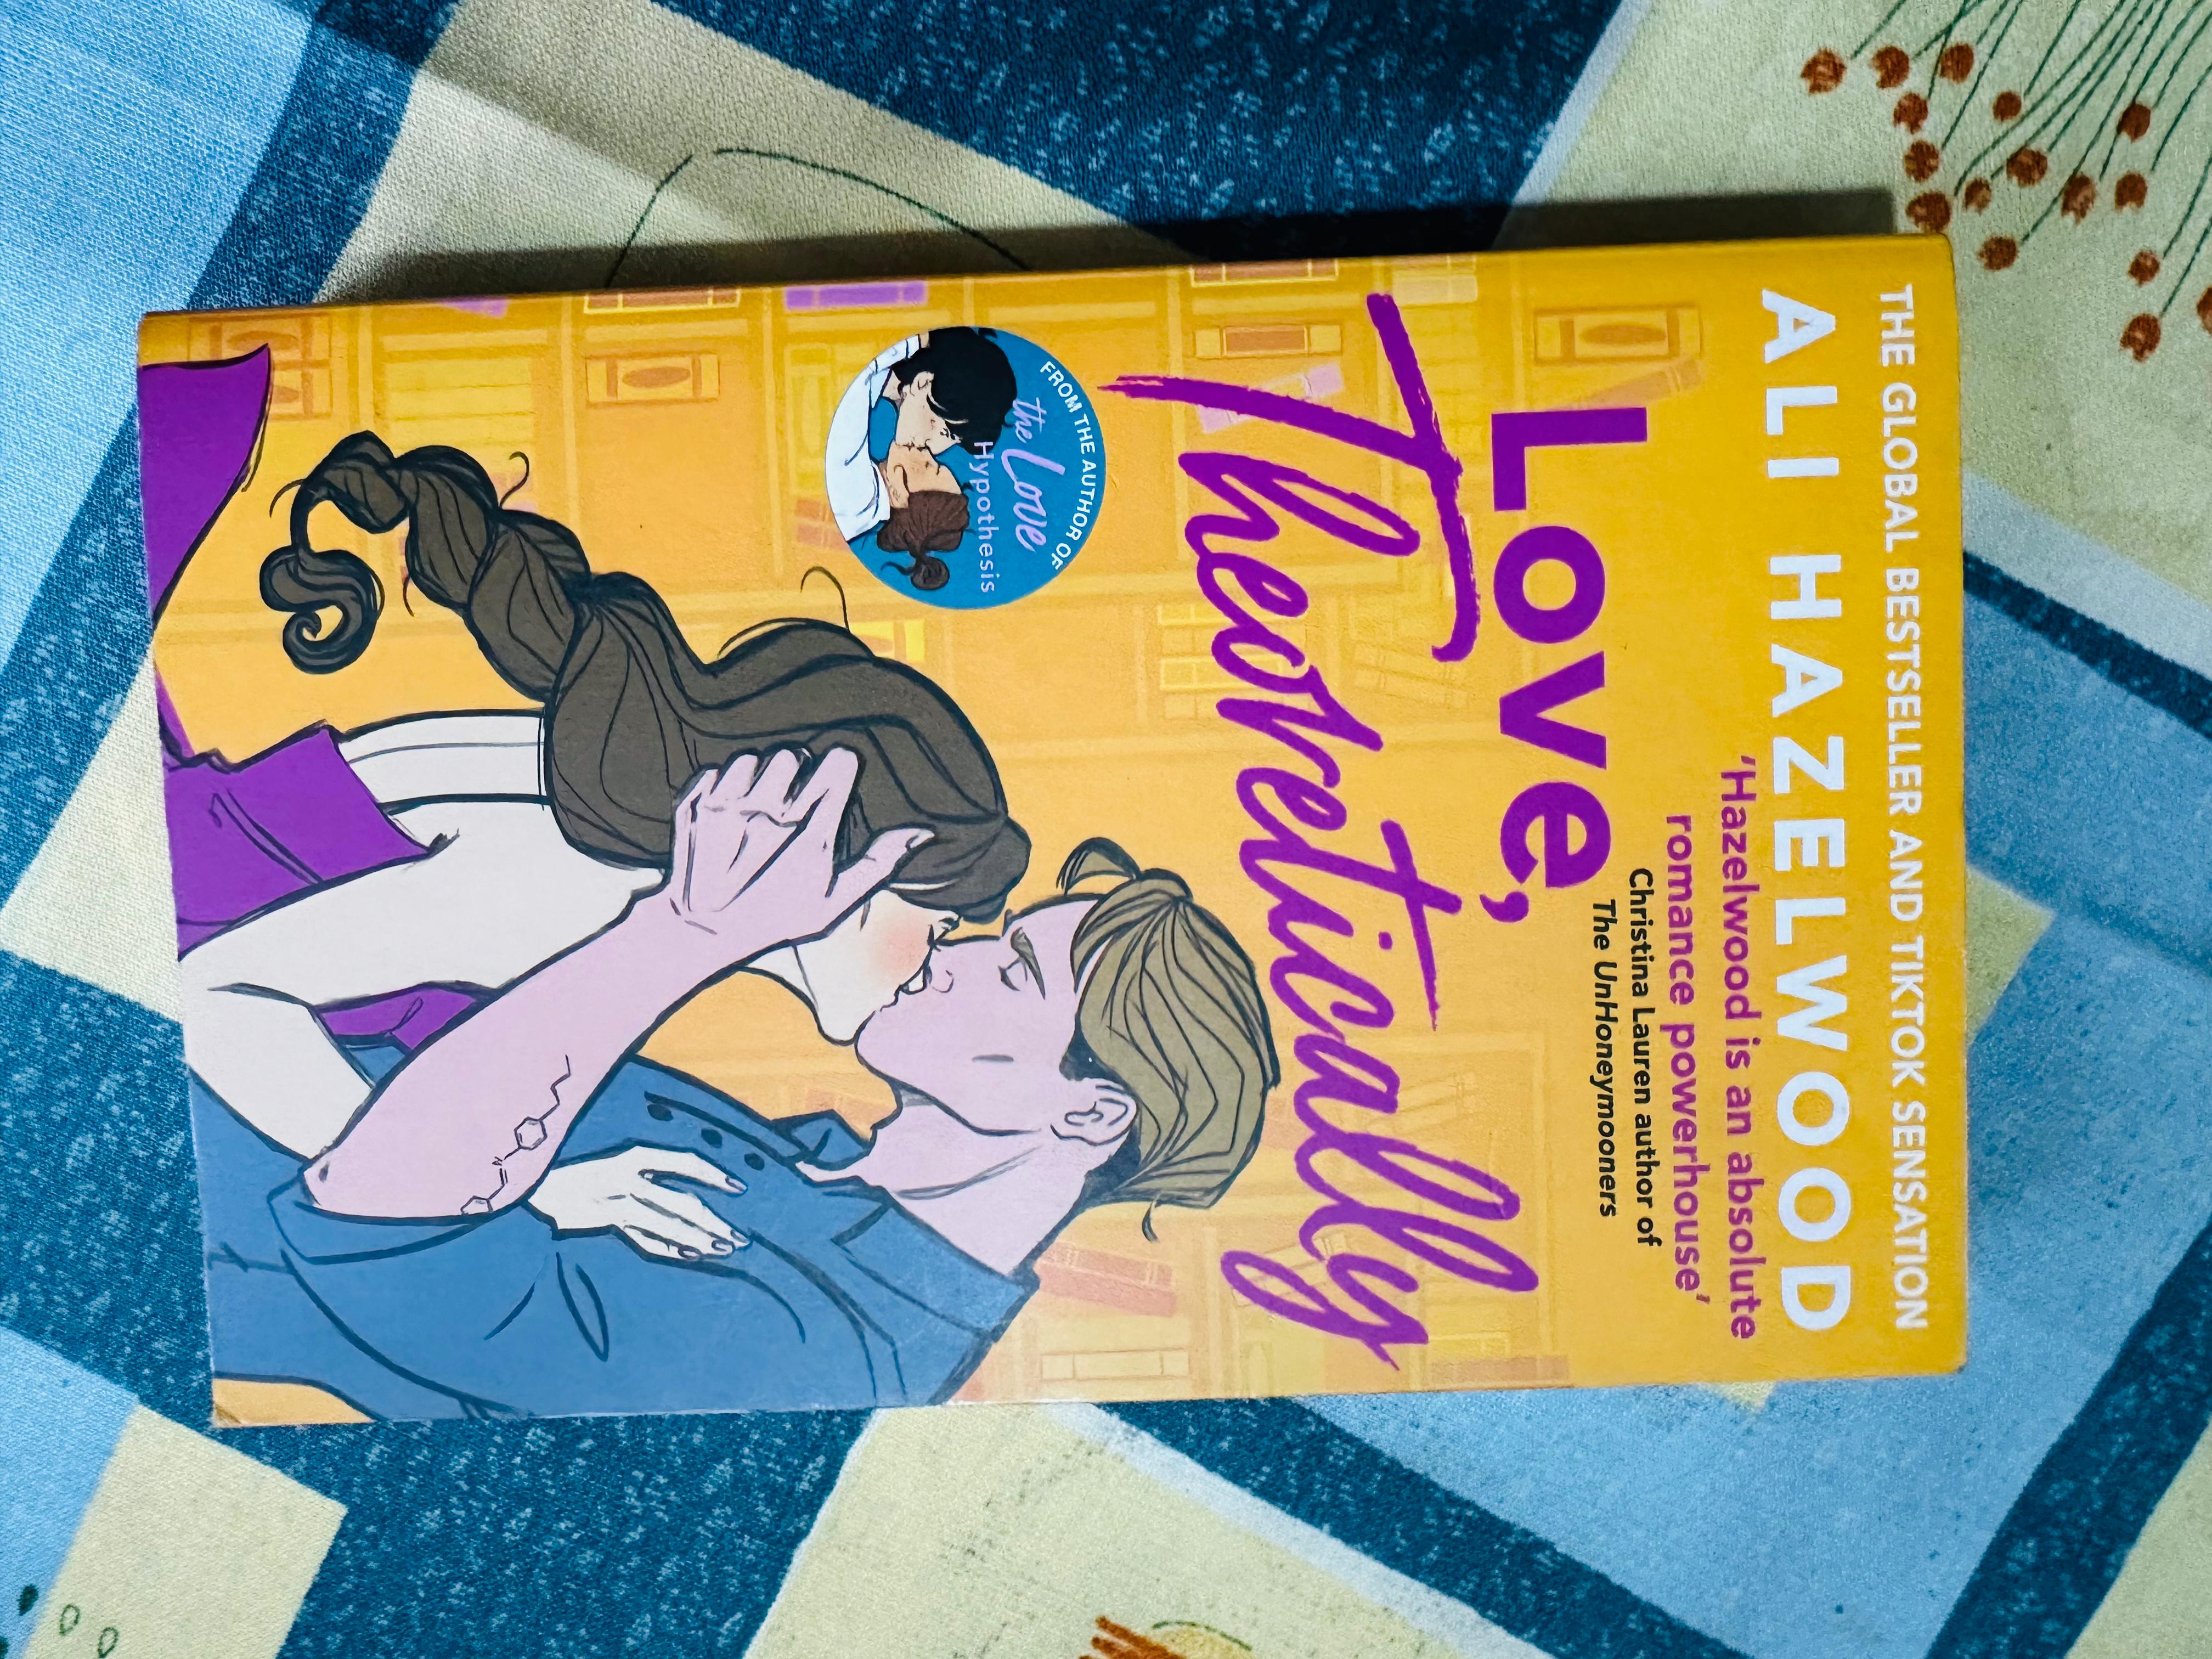 THE GLOBAL BESTSELLER AND TIKTOK SENSATION
ALI HAZELWOOD
'Hazelwood is an absolute
romance powerhouse'
Christina Lauren author of
The UnHoneymooners
Love,
Theoretically
FROM THE AUTHOR OF
the Love
Hypothesis
N